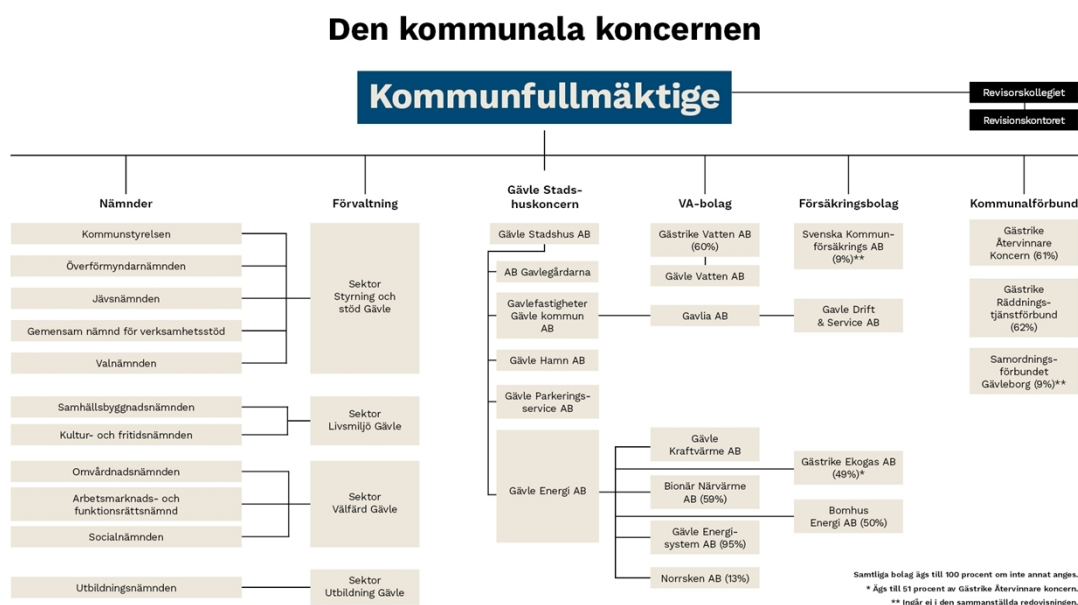 Den kommunala koncernen
Kommunfullmäktige
Revisorskollegiet
Revisionskontoret
Nämnder
Kommunstyrelsen
Överförmyndarnämnden
Jävsnämnden
Gemensam nämnd för verksamhetsstöd
Valnämnden
Samhällsbyggnadsnämnden
Kultur- och fritidsnämnden
Omvårdnadsnämnden
Arbetsmarknads- och
funktionsrättsnämnd
Socialnämnden
Utbildningsnämnden
Förvaltning
Sektor
Styrning och
stöd Gävle
Sektor
Livsmiljö Gävle
Sektor
Välfärd Gävle
Sektor
Utbildning Gävle
Gävle Stads-
huskoncern
Gävle Stadshus AB
AB Gavlegårdarna
Gavlefastigheter
Gävle kommun
AB
Gävle Hamn AB
Gävle Parkerings-
service AB
Gävle Energi AB
VA-bolag
Gästrike Vatten AB
(60%)
Gävle Vatten AB
Gavlia AB
Gävle
Kraftvärme AB
Bionär Närvärme
AB (59%)
Gävle Energi-
system AB (95%)
Norrsken AB (13%)
Försäkringsbolag
Svenska Kommun-
försäkrings AB
(9%)**
Gavle Drift
& Service AB
Gästrike Ekogas AB
(49%)*
Bomhus
Energi AB (50%)
Kommunalförbund
Gästrike
Återvinnare
Koncern (61%)
Gästrike
Räddnings-
tjänstförbund
(62%)
Samordnings-
förbundet
Gävleborg (9%)**
Samtliga bolag ägs till 100 procent om inte annat anges.
* Ägs till 51 procent av Gästrike Återvinnare koncern.
** Ingår ej i den sammanställda redovisningen.